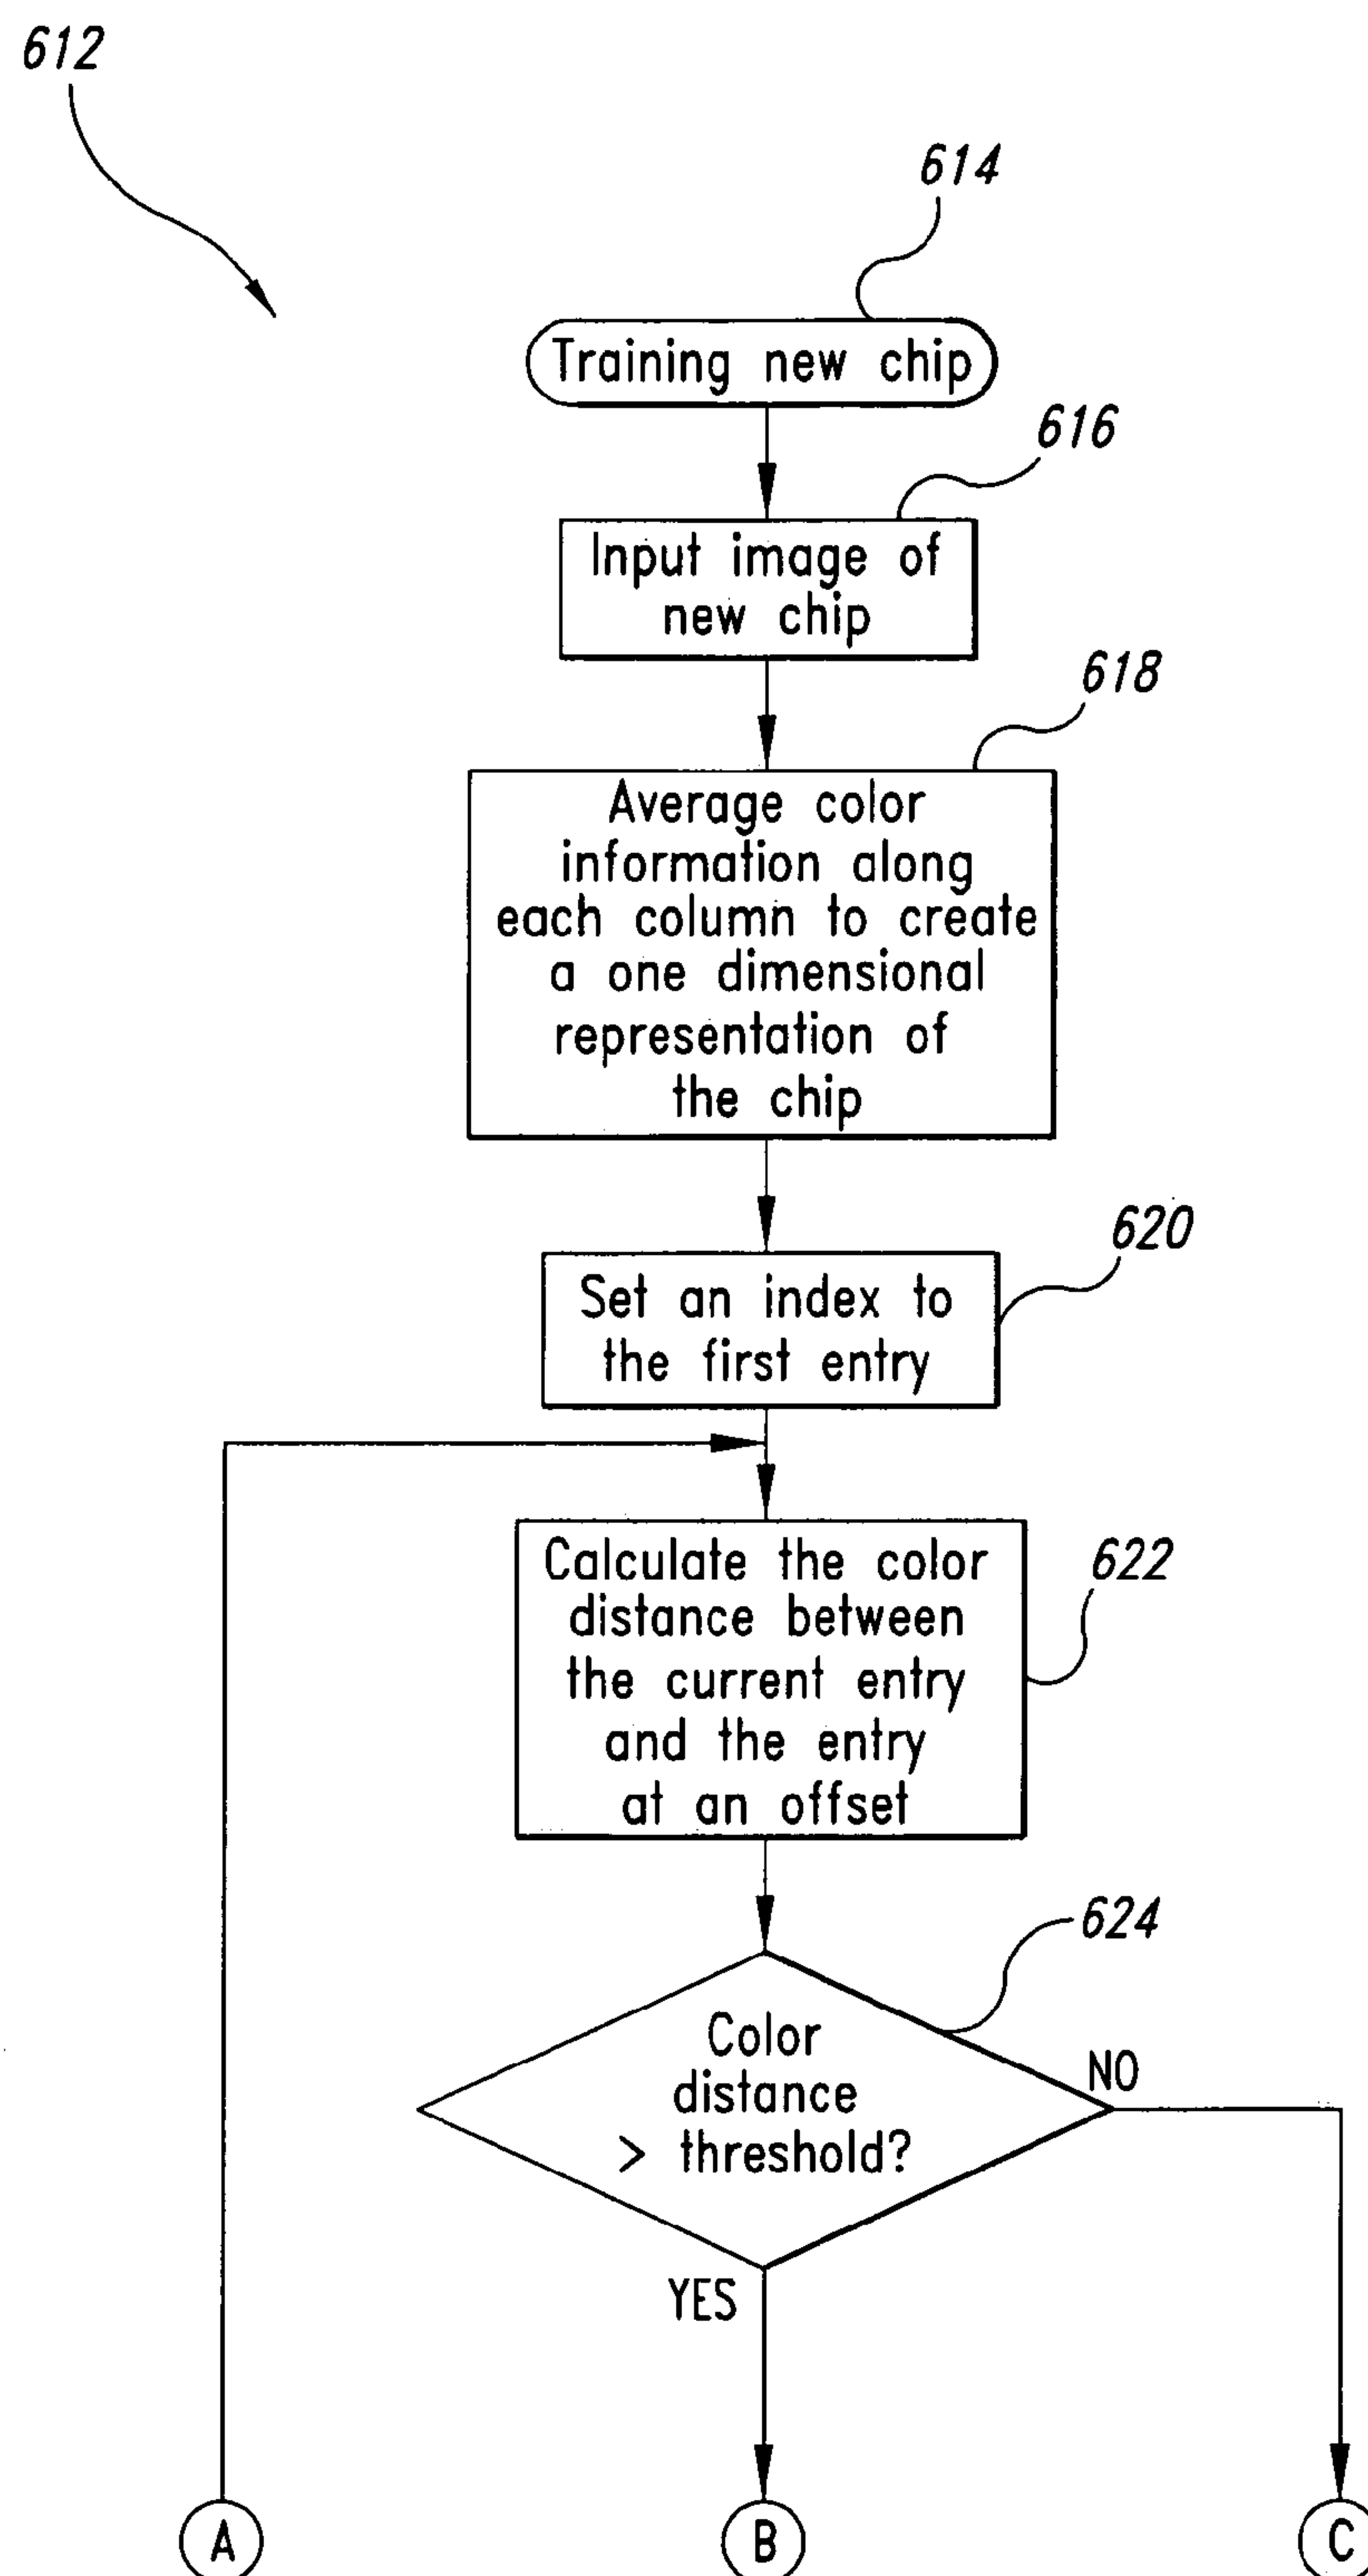 612
614
Training new chip
616
Input image of
new chip
618
Average color
information along
each column to create
a one dimensional
representation of
the chip
620
Set an index to
the first entry
Calculate the color
distance between
the current entry
and the entry
at an offset
622
624
Color
distance
> threshold?
NO
YES
A
B
C